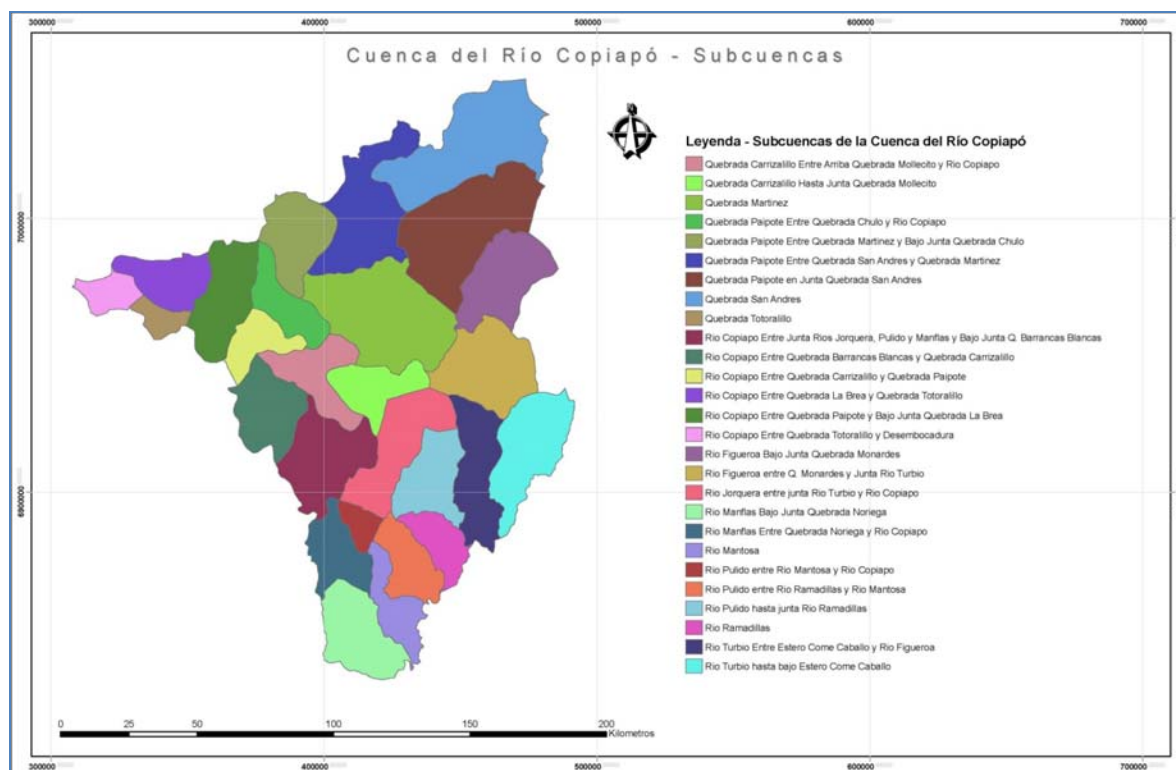 300000 400000 500000 600000 700000
Cuenca del Río Copiapó - Subcuencas
Leyenda - Subcuencas de la Cuenca del Río Copiapó
Quebrada Carrizalillo Entre Arriba Quebrada Mollecito y Rio Copiapo
Quebrada Carrizalillo Hasta Junta Quebrada Mollecito
Quebrada Martinez
Quebrada Paipote Entre Quebrada Chulo y Rio Copiapo
Quebrada Paipote Entre Quebrada Martinez y Bajo Junta Quebrada Chulo
Quebrada Paipote Entre Quebrada San Andres y Quebrada Martinez
Quebrada Paipote en Junta Quebrada San Andres
Quebrada San Andres
Quebrada Totoralillo
Rio Copiapo Entre Junta Rios Jorquera, Pulido y Manflas y Bajo Junta Q. Barrancas Blancas
Rio Copiapo Entre Quebrada Barrancas Blancas y Quebrada Carrizalillo
Rio Copiapo Entre Quebrada Carrizalillo y Quebrada Paipote
Rio Copiapo Entre Quebrada La Brea y Quebrada Totoralillo
Rio Copiapo Entre Quebrada Paipote y Bajo Junta Quebrada La Brea
Rio Copiapo Entre Quebrada Totoralillo y Desembocadura
Rio Figueroa Bajo Junta Quebrada Monardes
Rio Figueroa entre Q. Monardes y Junta Rio Turbio
Rio Jorquera entre junta Rio Turbio y Rio Copiapo
Rio Manflas Bajo Junta Quebrada Noriega
Rio Manflas Entre Quebrada Noriega y Rio Copiapo
Rio Mantosa
Rio Pulido entre Rio Mantosa y Rio Copiapo
Rio Pulido entre Rio Ramadillas y Rio Mantosa
Rio Pulido hasta junta Rio Ramadillas
Rio Ramadillas
Rio Turbio Entre Estero Come Caballo y Rio Figueroa
Rio Turbio hasta bajo Estero Come Caballo
7000000 7000000
6900000 6900000
0 25 50 100 150 200
Kilometros
300000 400000 500000 600000 700000